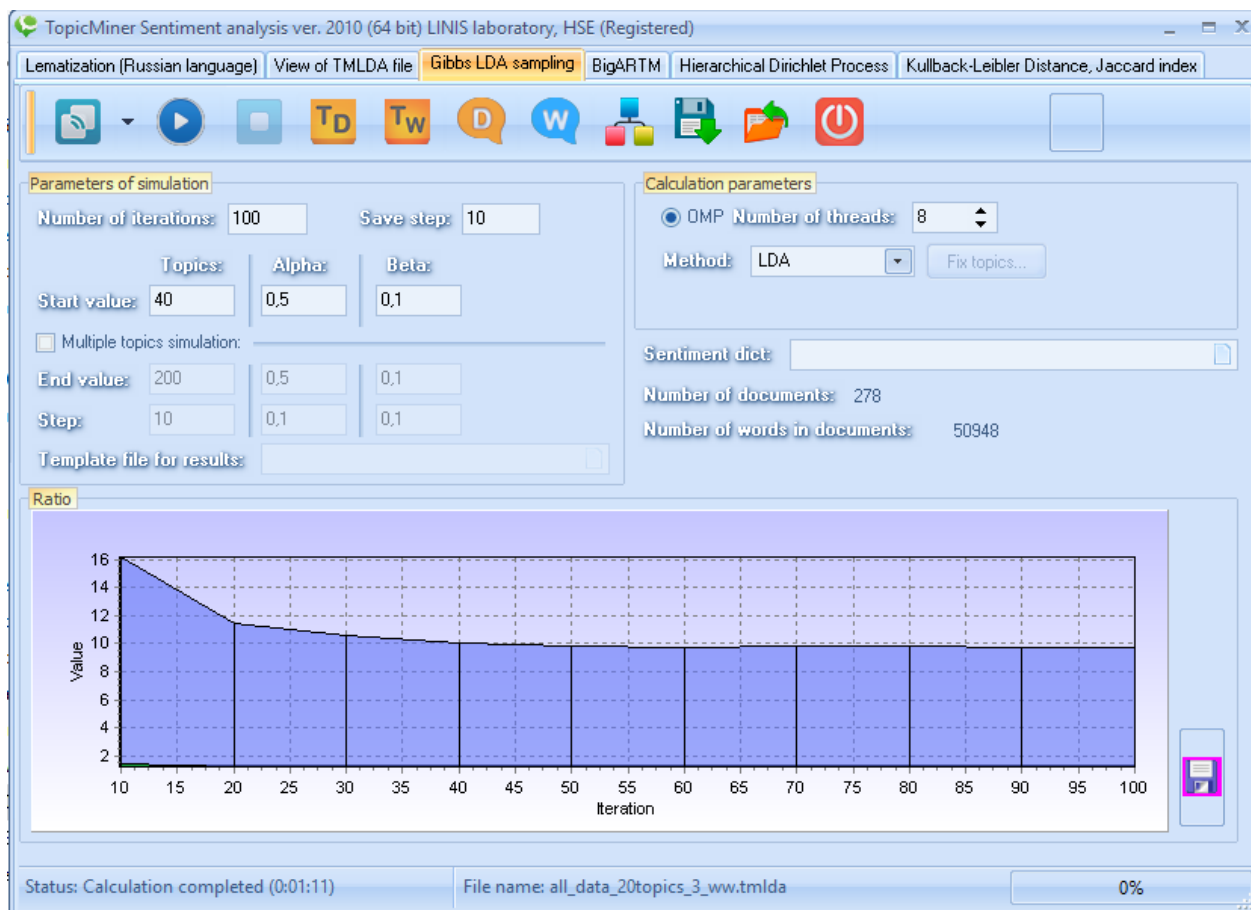 TopicMiner Sentiment analysis ver. 2010 (64 bit) LINIS laboratory, HSE (Registered)
Lematization (Russian language) View of TMLDA file Gibbs LDA sampling BigARTM Hierarchical Dirichlet Process Kullback-Leibler Distance, Jaccard index
TD TW D W
Parameters of simulation
Number of iterations: 100 Save step: 10
Topics: Alpha: Beta:
Start value: 40 0,5 0,1
Multiple topics simulation:
End value: 200 0,5 0,1
Step: 10 0,1 0,1
Template file for results:
Calculation parameters
OMP Number of threads: 8
Method: LDA Fix topics...
Sentiment dict:
Number of documents: 278
Number of words in documents: 50948
Ratio
16
14
12
10
8
6
4
2
Value
10 15 20 25 30 35 40 45 50 55 60 65 70 75 80 85 90 95 100
Iteration
Status: Calculation completed (0:01:11) File name: all_data_20topics_3_ww.tmlda 0%